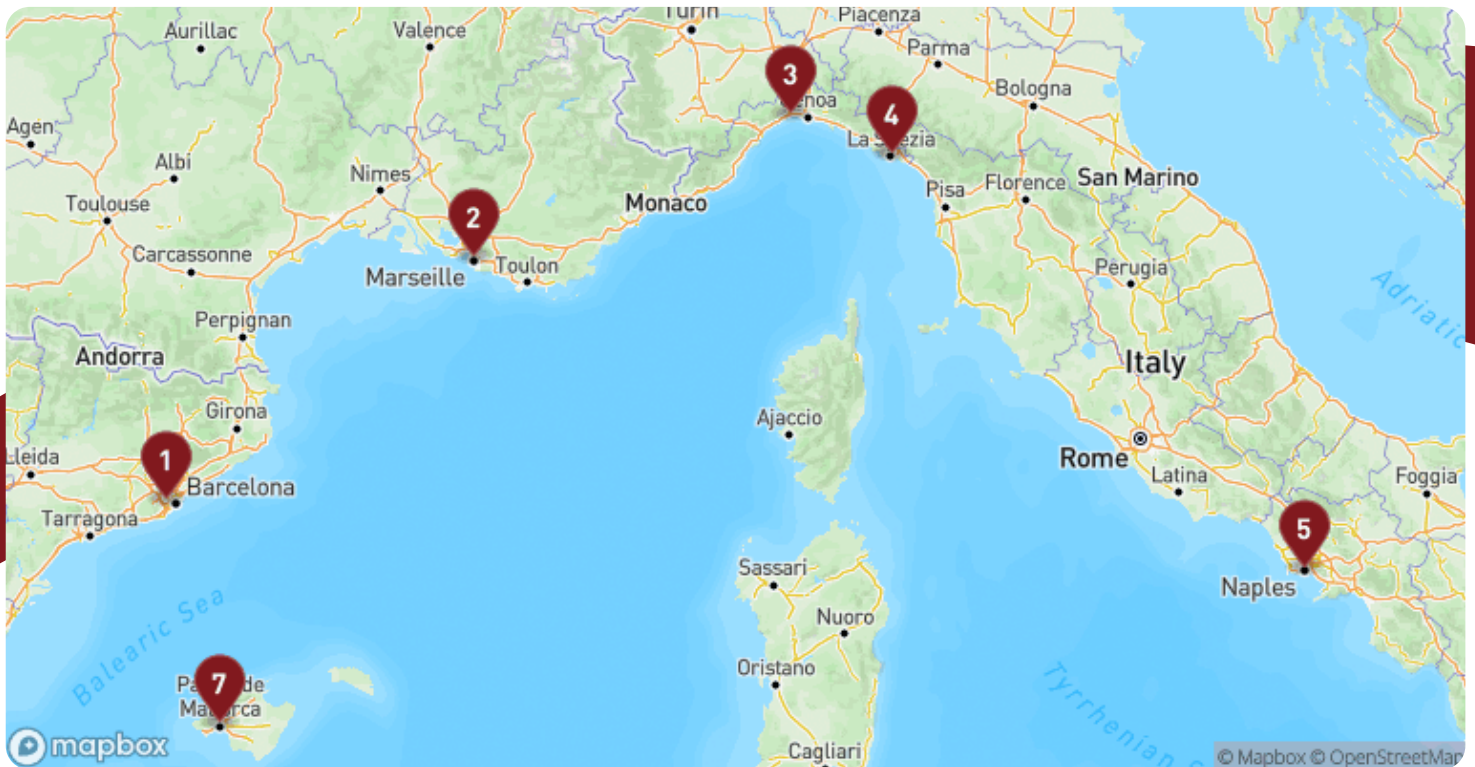 Turin
Piacenza
Aurillac
Valence
Parma
3
Bologna
4
Agen
La Spezia
Albi
Nimes
Pisa
Florence
San Marino
Toulouse
Monaco
2
Carcassonne
Toulon
Perugia
Marseille
Adriatic
Perpignan
Andorra
Italy
Girona
Ajaccio
Lleida
1
Rome
Barcelona
Latina
Foggia
Tarragona
5
Sassari
Naples
Balearic Sea
Nuoro
Oristano
7
Palma de
Mallorca
Tyrrhenian
mapbox
Cagliari
© Mapbox © OpenStreetMap